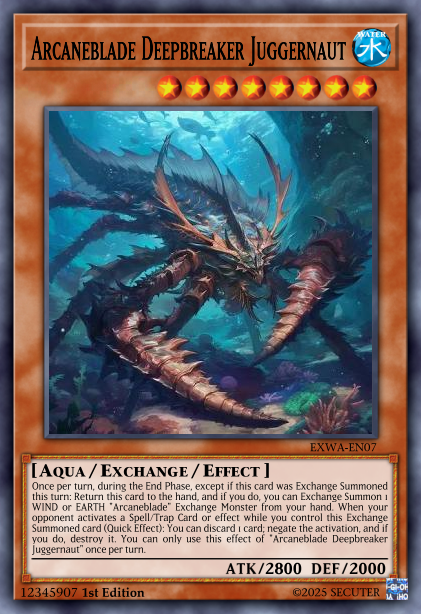 Arcaneblade Deepbreaker Juggernaut
WATER
水
EXWA-EN07
[ Aqua / Exchange / Effect ]
Once per turn, during the End Phase, except if this card was Exchange Summoned
this turn: Return this card to the hand, and if you do, you can Exchange Summon 1
WIND or EARTH "Arcaneblade" Exchange Monster from your hand. When your
opponent activates a Spell/Trap Card or effect while you control this Exchange
Summoned card (Quick Effect): You can discard 1 card; negate the activation, and if
you do, destroy it. You can only use this effect of "Arcaneblade Deepbreaker
Juggernaut" once per turn.
ATK/2800 DEF/2000
12345907 1st Edition
©2025 SECUTER